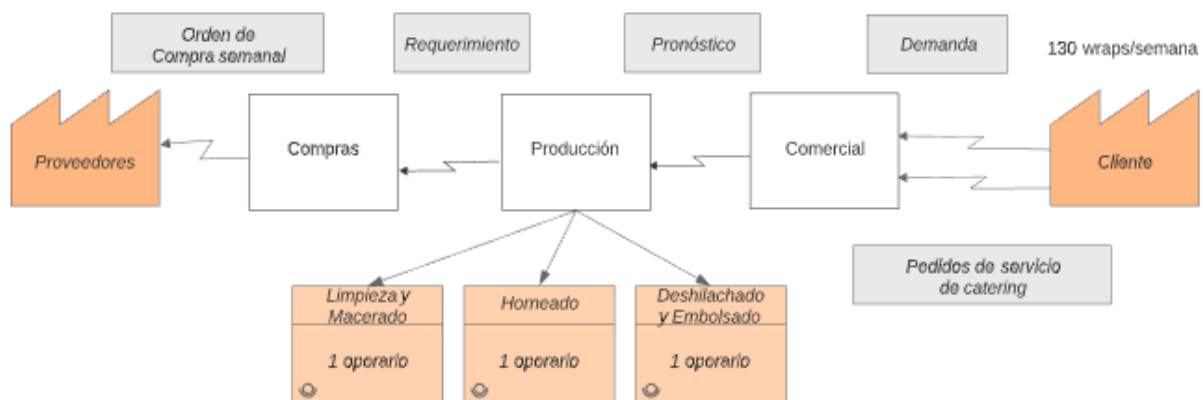 Orden de
Compra semanal
Requerimiento
Pronóstico
Demanda
130 wraps/semana
Proveedores
Compras
Producción
Comercial
Cliente
Pedidos de servicio
de catering
Limpieza y
Macerado
Horneado
Deshilachado
y Embolsado
1 operario
1 operario
1 operario